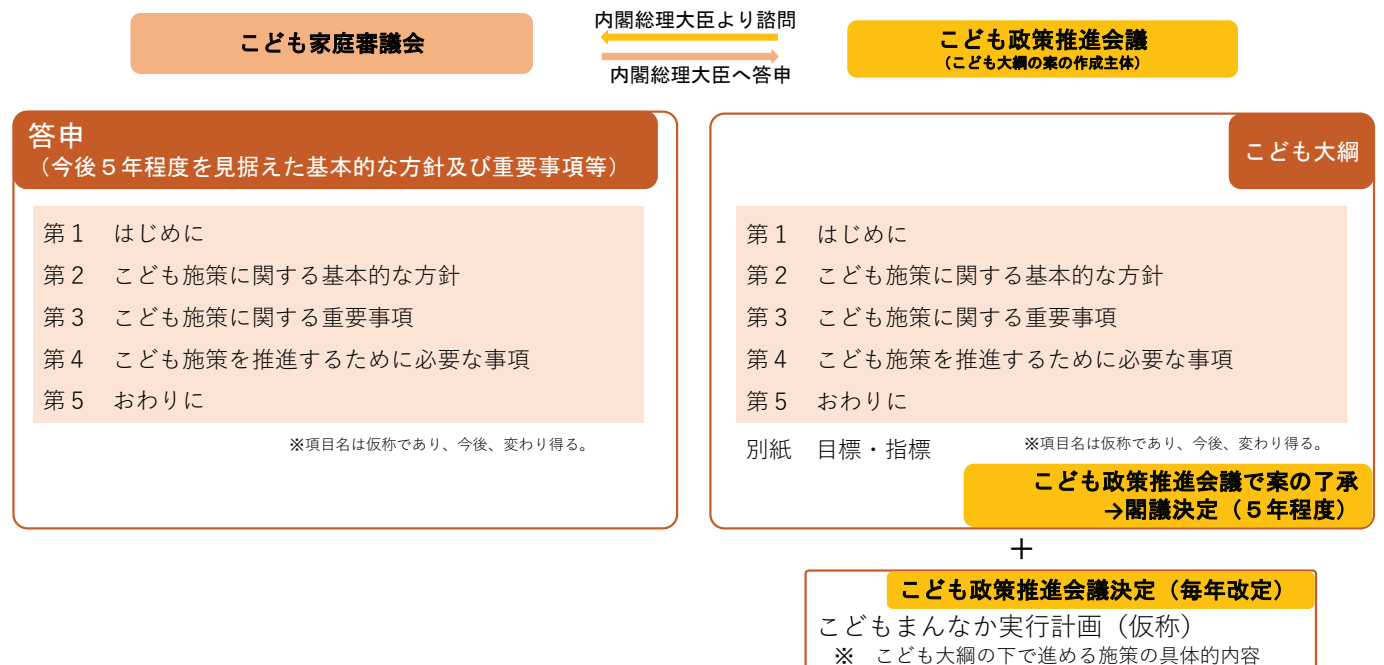 こども家庭審議会
内閣総理大臣より諮問
内閣総理大臣へ答申
こども政策推進会議
(こども大綱の案の作成主体)
答申
(今後5年程度を見据えた基本的な方針及び重要事項等)
第1 はじめに
第2 こども施策に関する基本的な方針
第3 こども施策に関する重要事項
第4 こども施策を推進するために必要な事項
第5 おわりに
※項目名は仮称であり、今後、変わり得る。
こども大綱
第1 はじめに
第2 こども施策に関する基本的な方針
第3 こども施策に関する重要事項
第4 こども施策を推進するために必要な事項
第5 おわりに
別紙 目標・指標
※項目名は仮称であり、今後、変わり得る。
こども政策推進会議で案の了承
→閣議決定(5年程度)
+
こども政策推進会議決定(毎年改定)
こどもまんなか実行計画(仮称)
※ こども大綱の下で進める施策の具体的内容